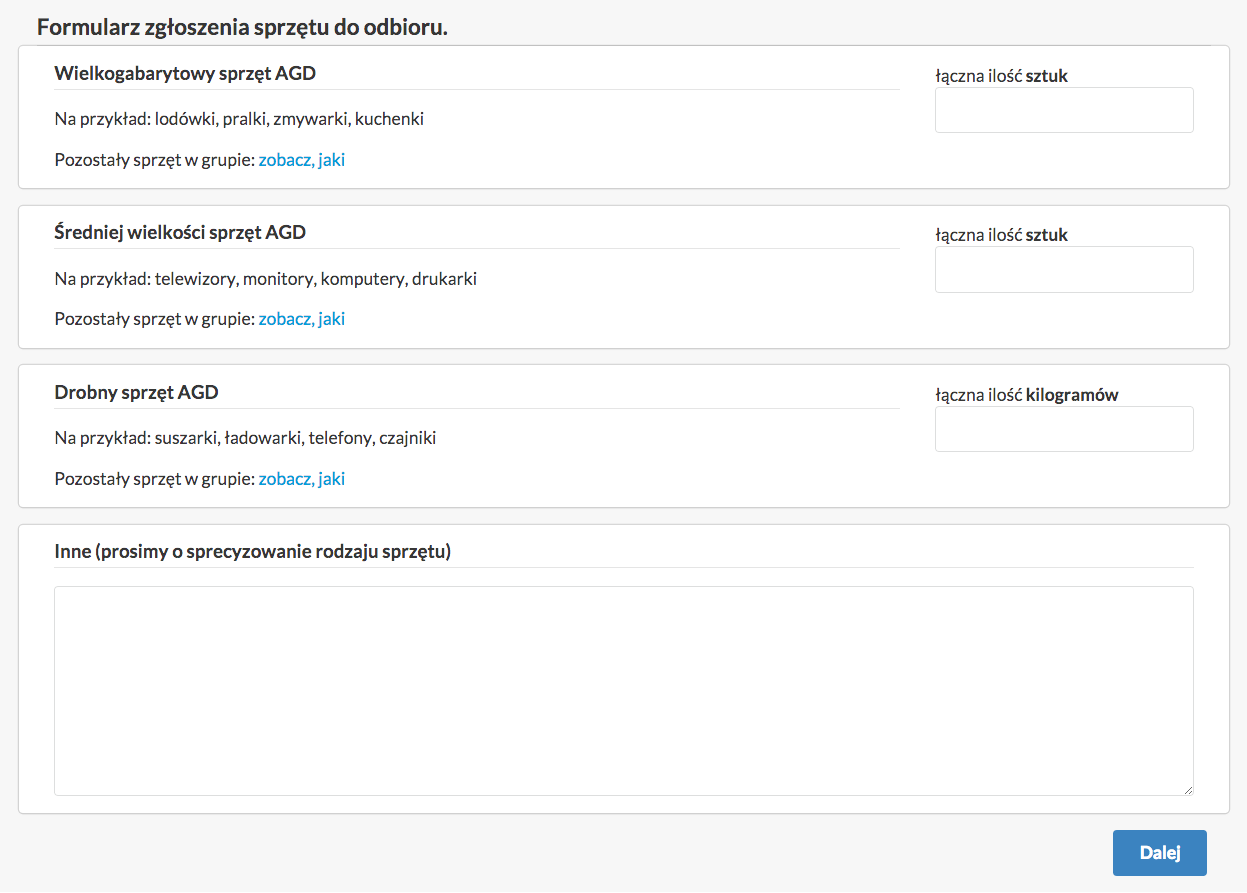 Formularz zgłoszenia sprzętu do odbioru.
Wielkogabarytowy sprzęt AGD
łączna ilość sztuk
Na przykład: lodówki, pralki, zmywarki, kuchenki
Pozostały sprzęt w grupie: zobacz, jaki
Średniej wielkości sprzęt AGD
łączna ilość sztuk
Na przykład: telewizory, monitory, komputery, drukarki
Pozostały sprzęt w grupie: zobacz, jaki
Drobny sprzęt AGD
łączna ilość kilogramów
Na przykład: suszarki, ładowarki, telefony, czajniki
Pozostały sprzęt w grupie: zobacz, jaki
Inne (prosimy o sprecyzowanie rodzaju sprzętu)
Dalej